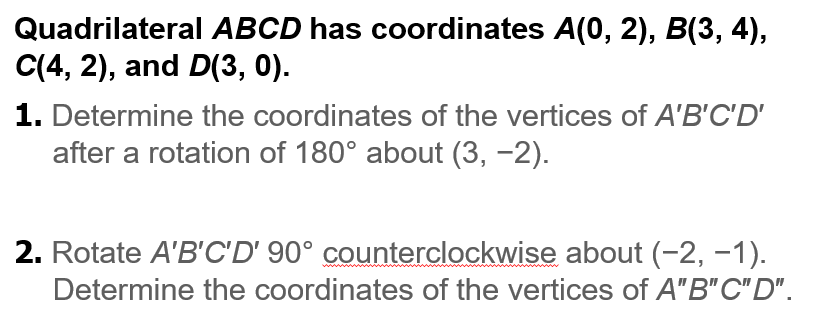 Quadrilateral ABCD has coordinates A(0, 2), B(3, 4),
C(4, 2), and D(3, 0).
1. Determine the coordinates of the vertices of A′B′C′D′
after a rotation of 180° about (3, −2).
2. Rotate A′B′C′D′ 90° counterclockwise about (−2, −1).
Determine the coordinates of the vertices of A″B″C″D″.